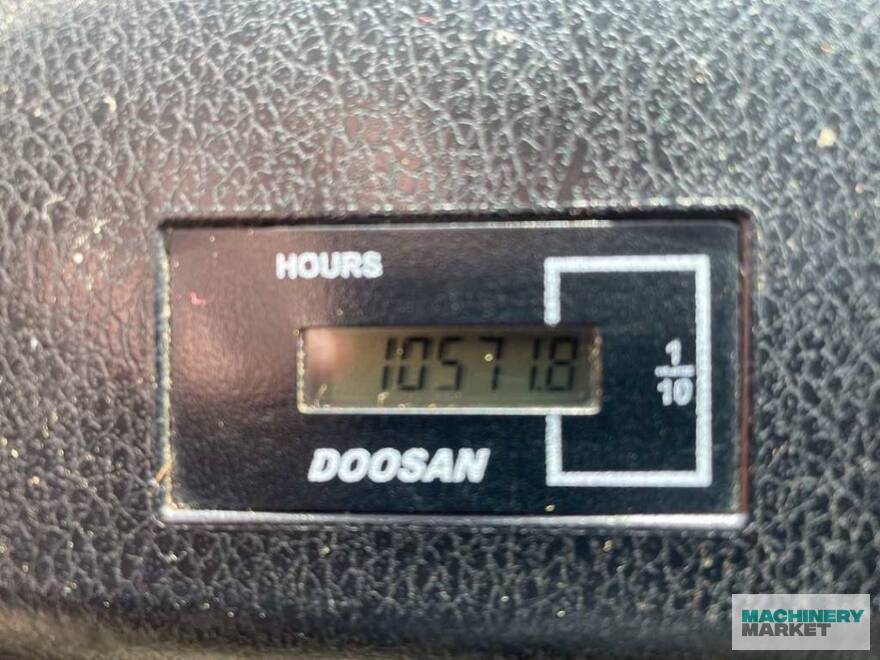 HOURS
10571.8
1
10
DOOSAN
MACHINERY
MARKET